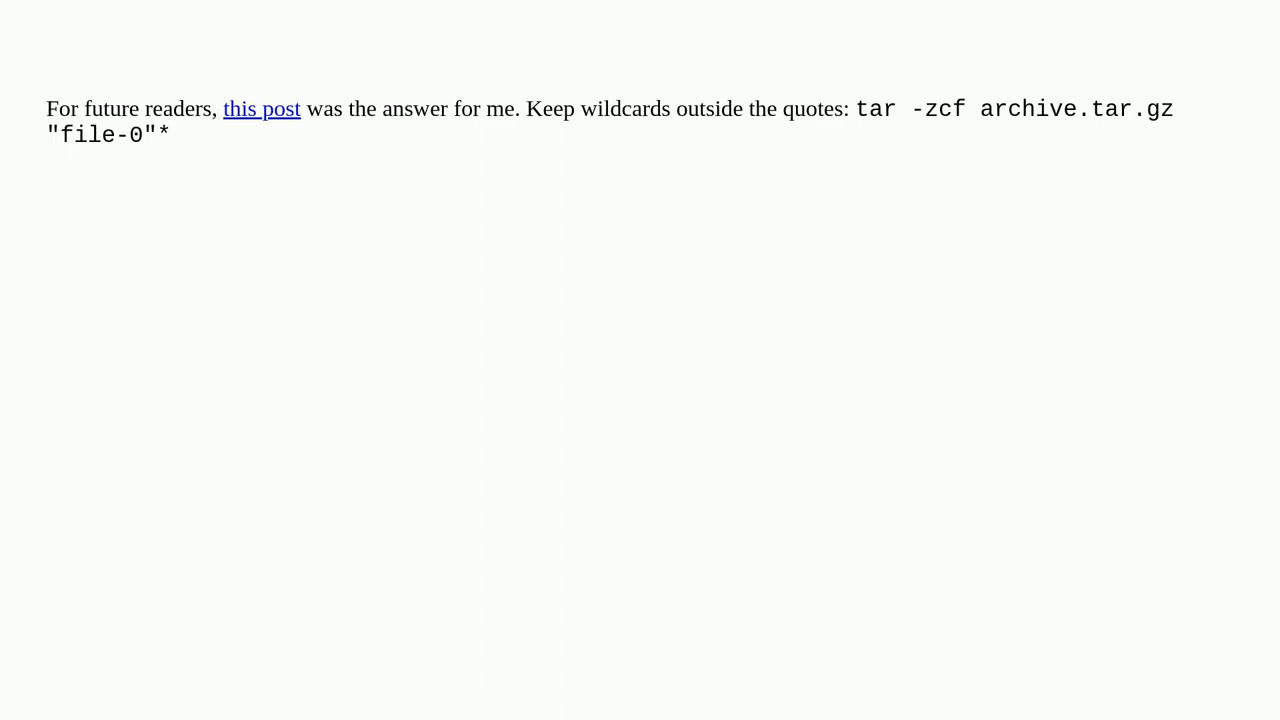 For future readers, this post was the answer for me. Keep wildcards outside the quotes: tar -zcf archive.tar.gz
"file-0"*